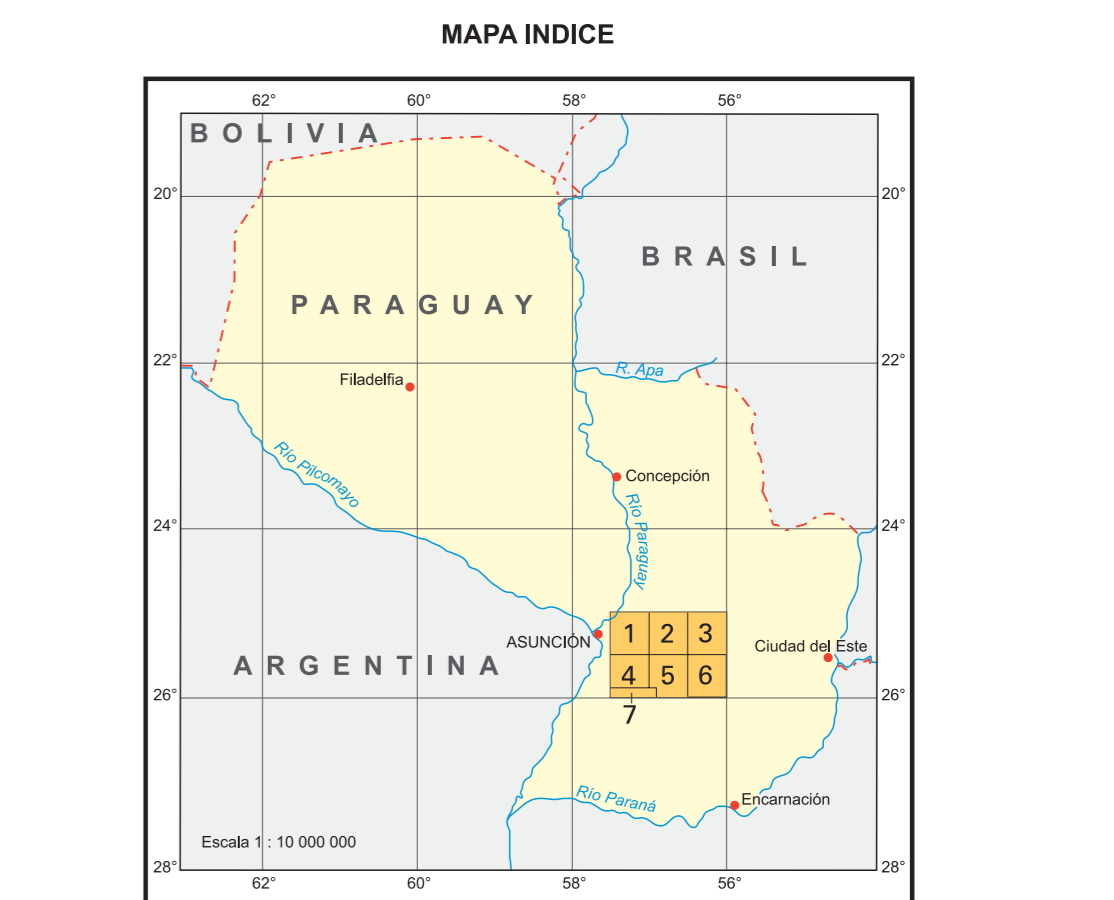 MAPA INDICE
62° 60° 58° 56°
BOLIVIA
20° 20°
BRASIL
PARAGUAY
22° 22°
R. Apa
Filadelfia
Río Pilcomayo
Concepción
Río Paraguay
24° 24°
ASUNCIÓN
1 2 3
Ciudad del Este
ARGENTINA
4 5 6
26° 26°
7
Río Paraná
Encarnación
Escala 1 : 10 000 000
28° 28°
62° 60° 58° 56°